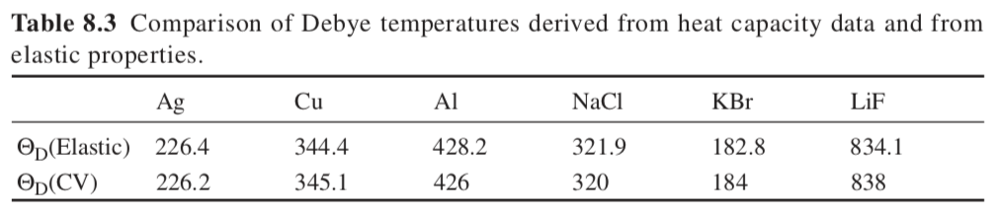 Table 8.3 Comparison of Debye temperatures derived from heat capacity data and from
elastic properties.
Ag Cu Al NaCl KBr LiF
ΘD(Elastic) 226.4 344.4 428.2 321.9 182.8 834.1
ΘD(CV) 226.2 345.1 426 320 184 838